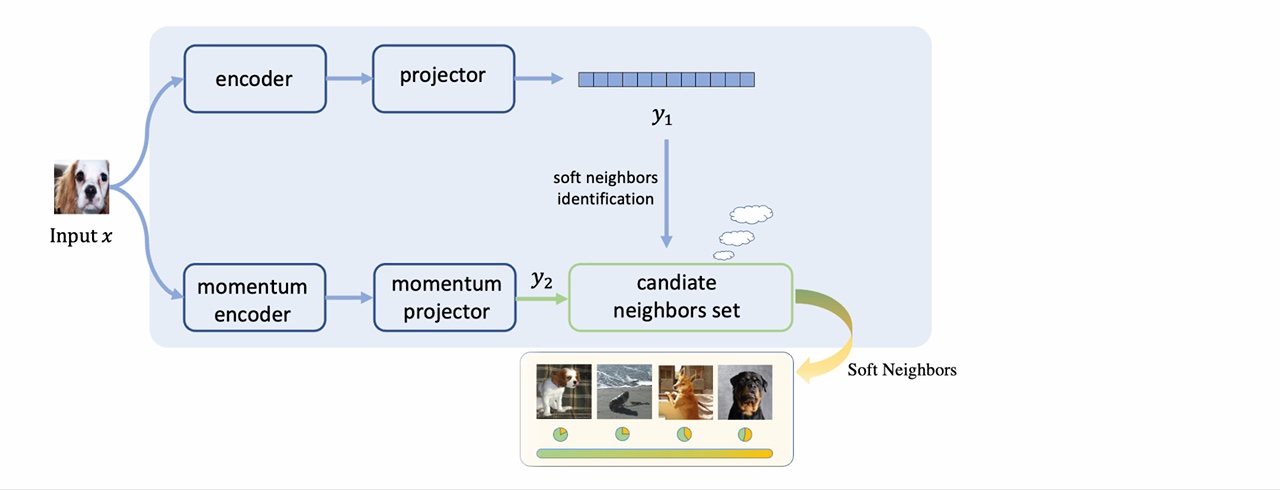 encoder
projector
y₁
soft neighbors
identification
Input x
momentum
encoder
momentum
projector
y₂
candiate
neighbors set
Soft Neighbors